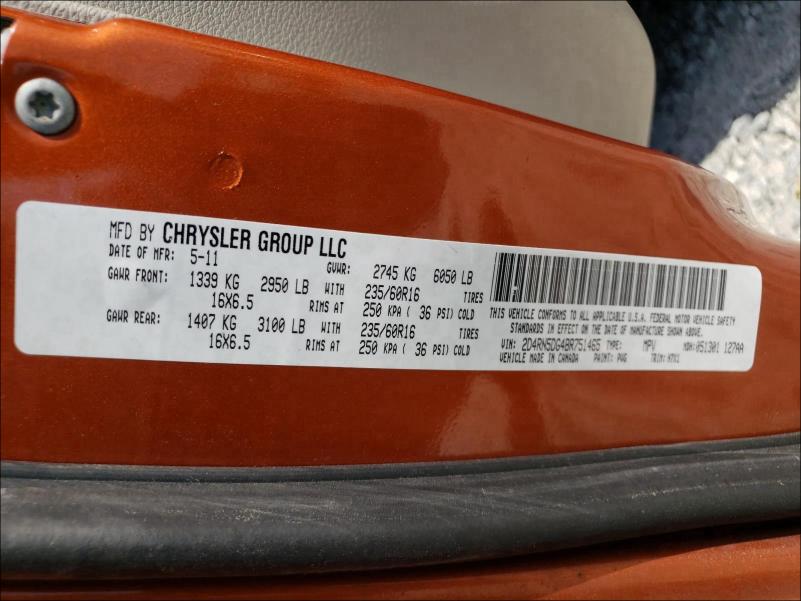 MFD BY CHRYSLER GROUP LLC
DATE OF MFR: 5-11 GVWR: 2745 KG 6050 LB
GAWR FRONT: 1339 KG 2950 LB WITH 235/60R16 TIRES
16X6.5 RIMS AT 250 KPA ( 36 PSI) COLD
GAWR REAR: 1407 KG 3100 LB WITH 235/60R16 TIRES
16X6.5 RIMS AT 250 KPA ( 36 PSI) COLD
THIS VEHICLE CONFORMS TO ALL APPLICABLE U.S.A. FEDERAL MOTOR VEHICLE SAFETY
STANDARDS IN EFFECT ON THE DATE OF MANUFACTURE SHOWN ABOVE.
VIN: 2D4RN5DG4BR751465 TYPE: MPV MDH: 051301 127AA
VEHICLE MADE IN CANADA PAINT: PWG TRIM: